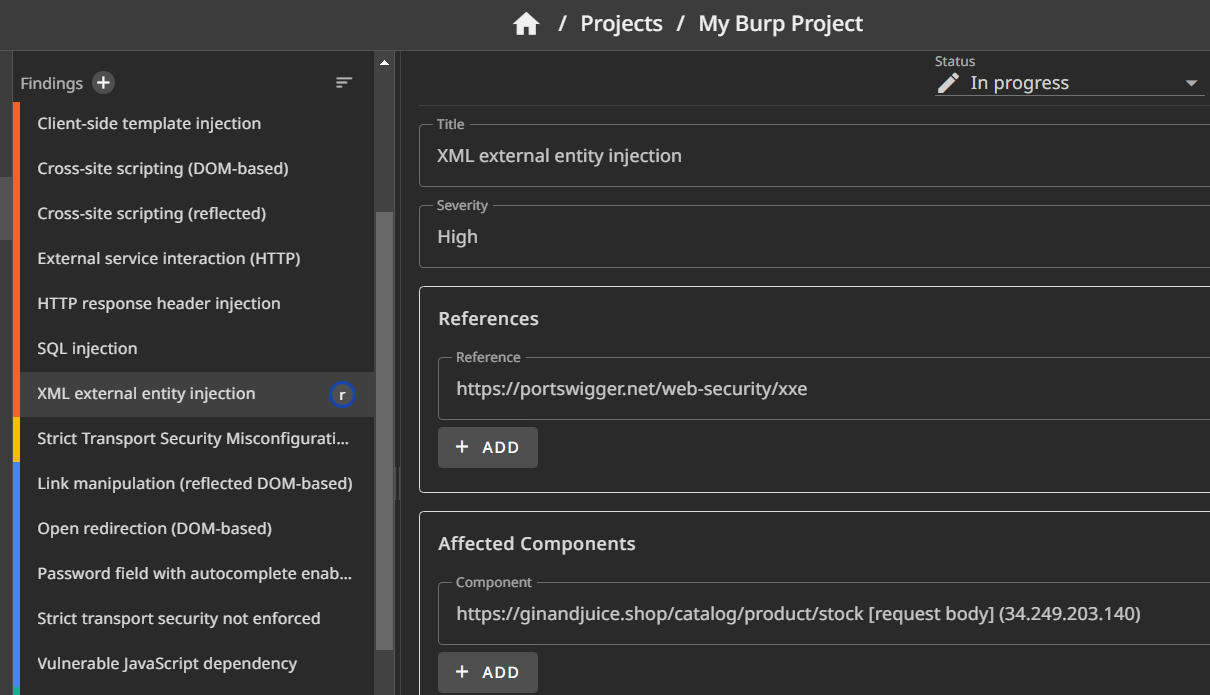 / Projects / My Burp Project
Findings
Client-side template injection
Cross-site scripting (DOM-based)
Cross-site scripting (reflected)
External service interaction (HTTP)
HTTP response header injection
SQL injection
XML external entity injection r
Strict Transport Security Misconfigurati...
Link manipulation (reflected DOM-based)
Open redirection (DOM-based)
Password field with autocomplete enab...
Strict transport security not enforced
Vulnerable JavaScript dependency
Status
In progress
Title
XML external entity injection
Severity
High
References
Reference
https://portswigger.net/web-security/xxe
+ ADD
Affected Components
Component
https://ginandjuice.shop/catalog/product/stock [request body] (34.249.203.140)
+ ADD